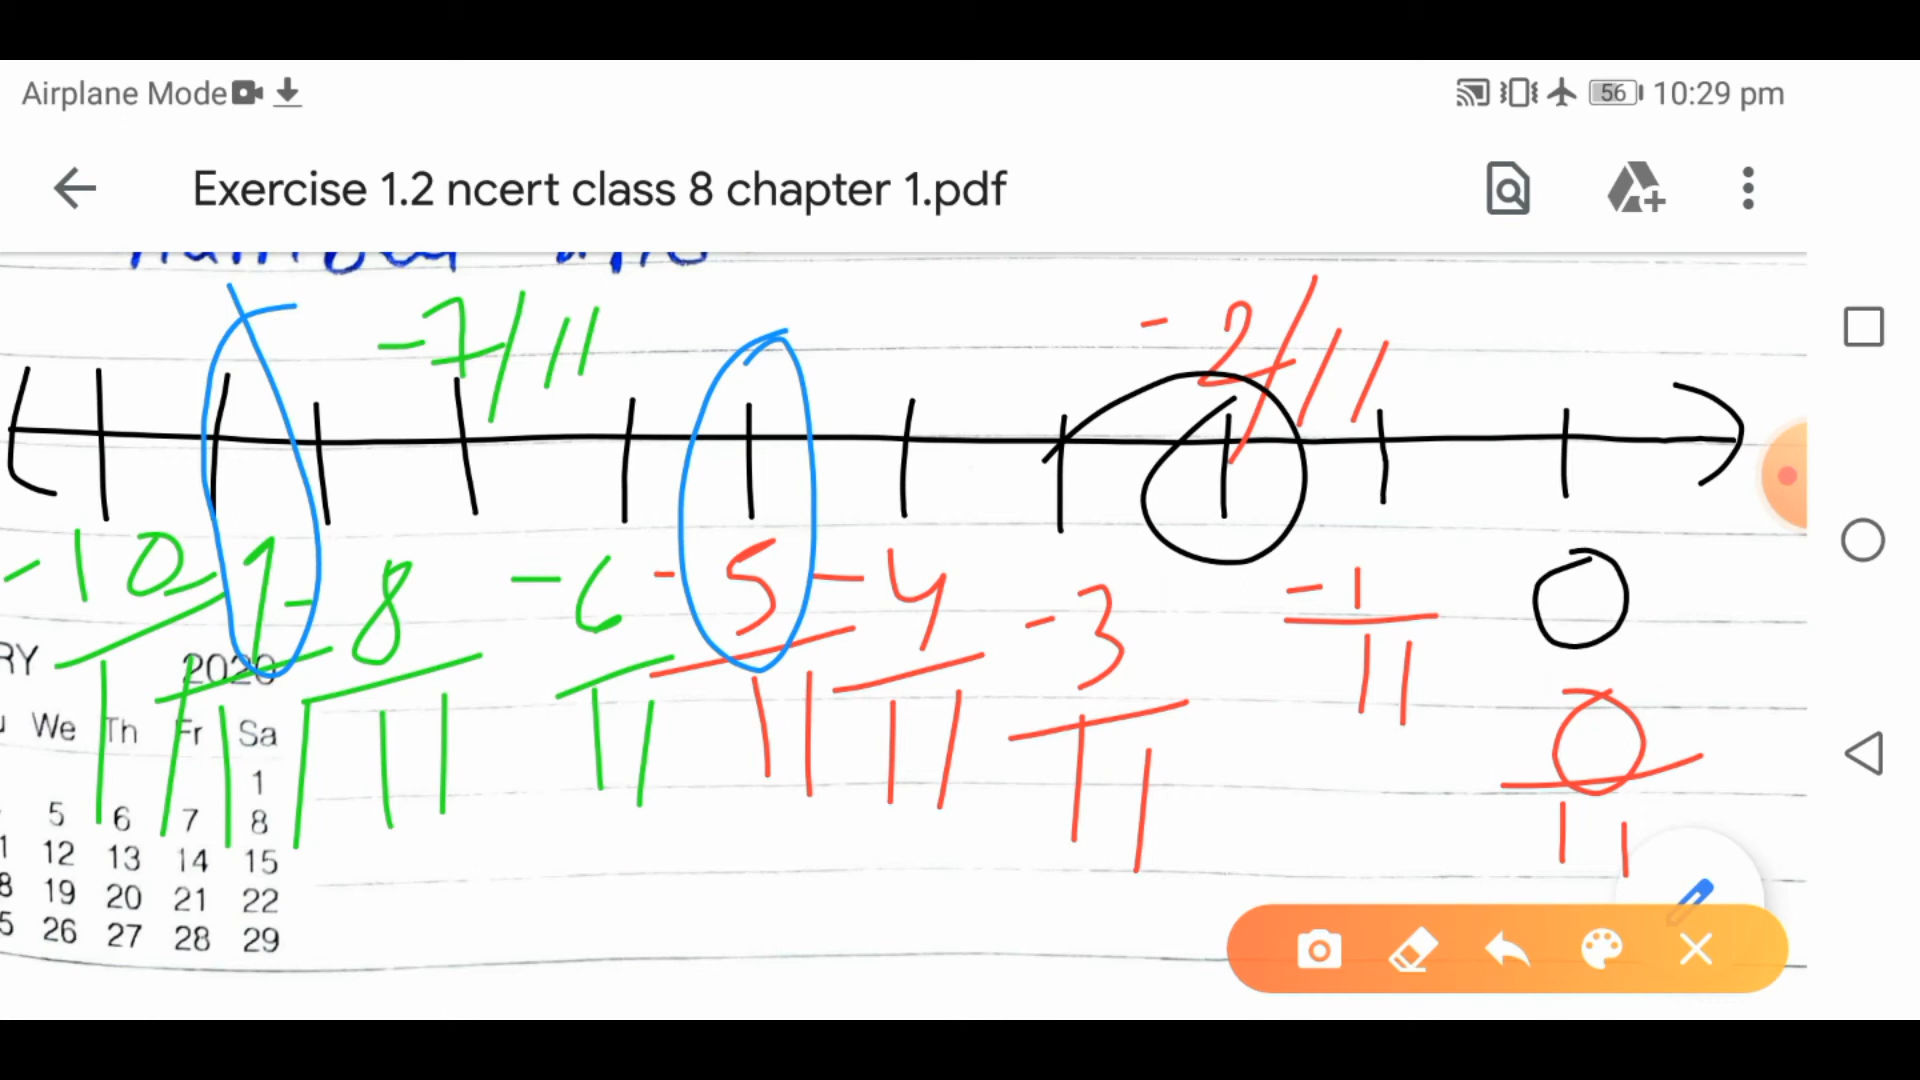 Airplane Mode 56 10:29 pm
Exercise 1.2 ncert class 8 chapter 1.pdf
-7/11 -2/11
-10/11 -8/11 -6/11 -5/11 -4/11 -3/11 -1/11 0
0/11
RY 2020
We Th Fr Sa
1
5 6 7 8
12 13 14 15
19 20 21 22
26 27 28 29